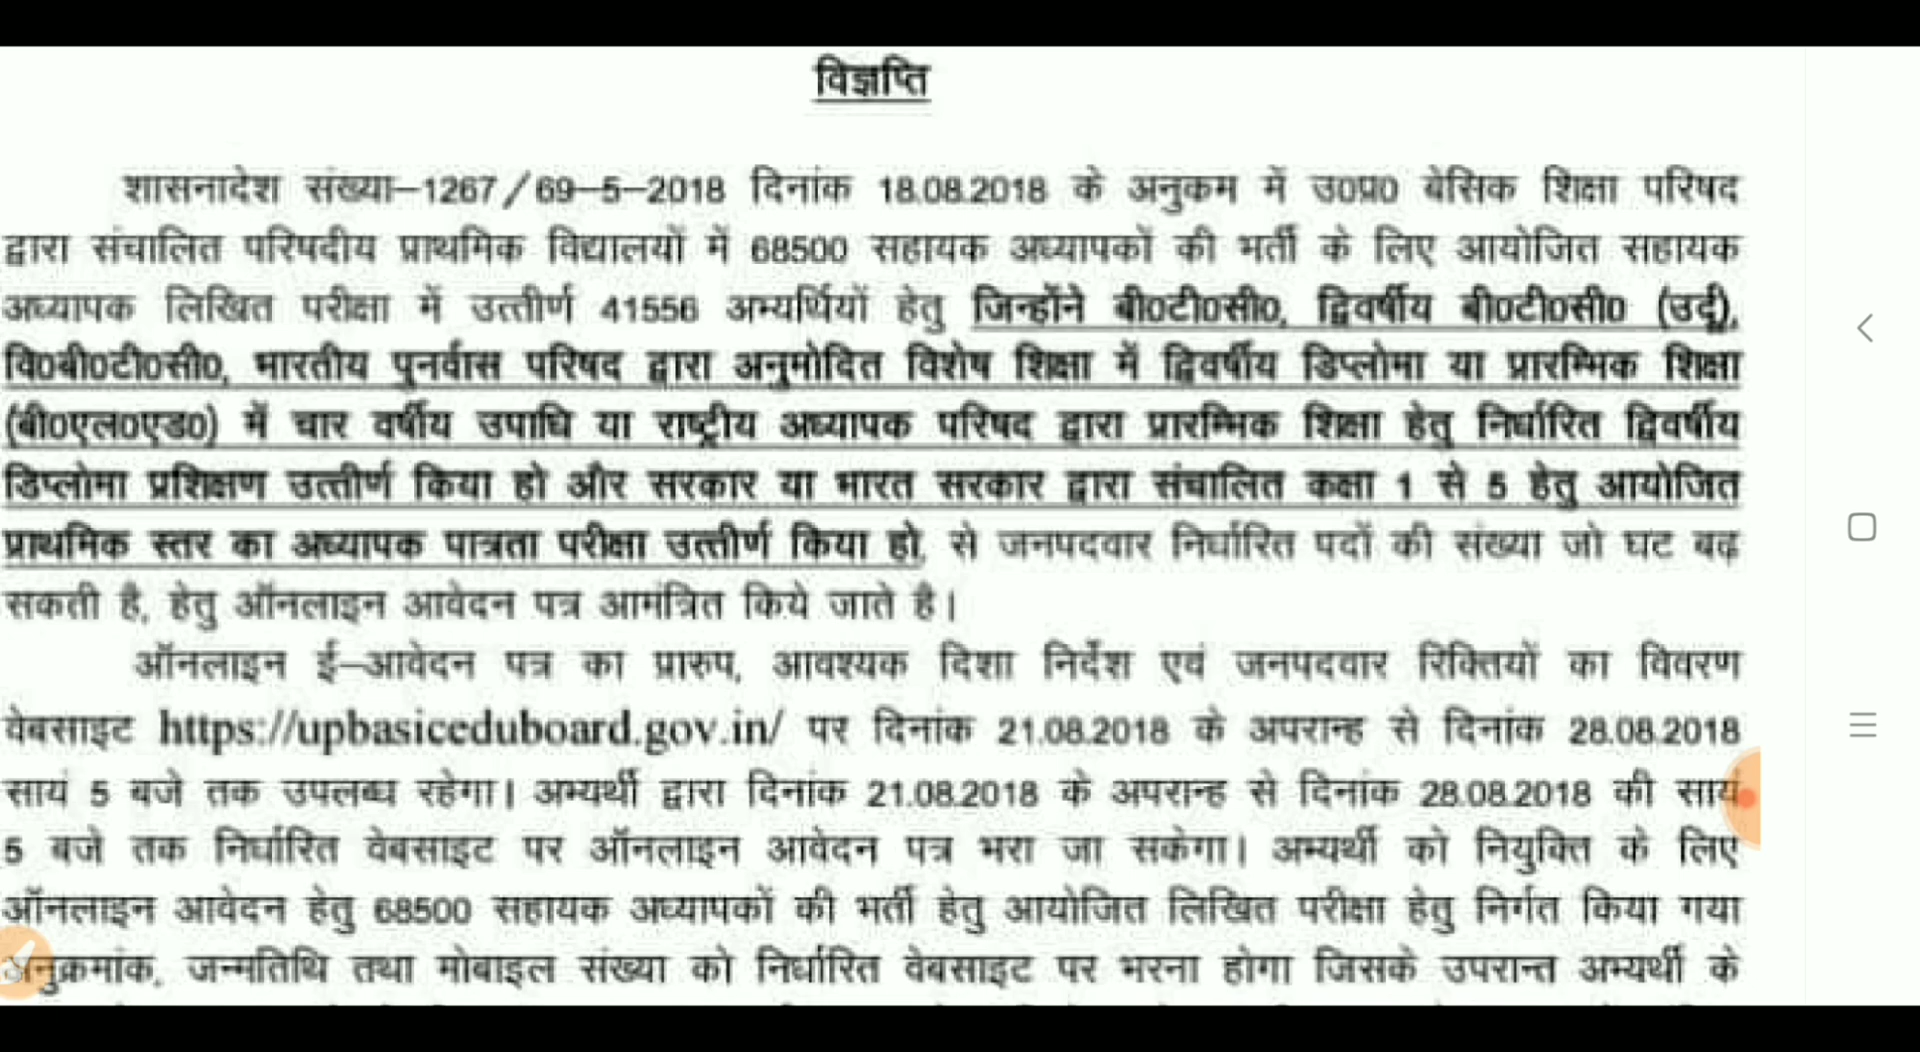 विज्ञप्ति
शासनादेश संख्या–1267/69–5–2018 दिनांक 18.08.2018 के अनुकम में उ0प्र0 बेसिक शिक्षा परिषद
द्वारा संचालित परिषदीय प्राथमिक विद्यालयों में 68500 सहायक अध्यापकों की भर्ती के लिए आयोजित सहायक
अध्यापक लिखित परीक्षा में उत्तीर्ण 41556 अभ्यर्थियों हेतु जिन्होंने बी0टी0सी0, द्विवर्षीय बी0टी0सी0 (उर्दू),
वि0बी0टी0सी0, भारतीय पुनर्वास परिषद द्वारा अनुमोदित विशेष शिक्षा में द्विवर्षीय डिप्लोमा या प्रारम्भिक शिक्षा
(बी0एल0एड0) में चार वर्षीय उपाधि या राष्ट्रीय अध्यापक परिषद द्वारा प्रारम्भिक शिक्षा हेतु निर्धारित द्विवर्षीय
डिप्लोमा प्रशिक्षण उत्तीर्ण किया हो और सरकार या भारत सरकार द्वारा संचालित कक्षा 1 से 5 हेतु आयोजित
प्राथमिक स्तर का अध्यापक पात्रता परीक्षा उत्तीर्ण किया हो, से जनपदवार निर्धारित पदों की संख्या जो घट बढ़
सकती है, हेतु ऑनलाइन आवेदन पत्र आमंत्रित किये जाते है।
ऑनलाइन ई–आवेदन पत्र का प्रारुप, आवश्यक दिशा निर्देश एवं जनपदवार रिक्तियों का विवरण
वेबसाइट https://upbasiceduboard.gov.in/ पर दिनांक 21.08.2018 के अपरान्ह से दिनांक 28.08.2018
सायं 5 बजे तक उपलब्ध रहेगा। अभ्यर्थी द्वारा दिनांक 21.08.2018 के अपरान्ह से दिनांक 28.08.2018 की सायं
5 बजे तक निर्धारित वेबसाइट पर ऑनलाइन आवेदन पत्र भरा जा सकेगा। अभ्यर्थी को नियुक्ति के लिए
ऑनलाइन आवेदन हेतु 68500 सहायक अध्यापकों की भर्ती हेतु आयोजित लिखित परीक्षा हेतु निर्गत किया गया
अनुक्रमांक, जन्मतिथि तथा मोबाइल संख्या को निर्धारित वेबसाइट पर भरना होगा जिसके उपरान्त अभ्यर्थी के